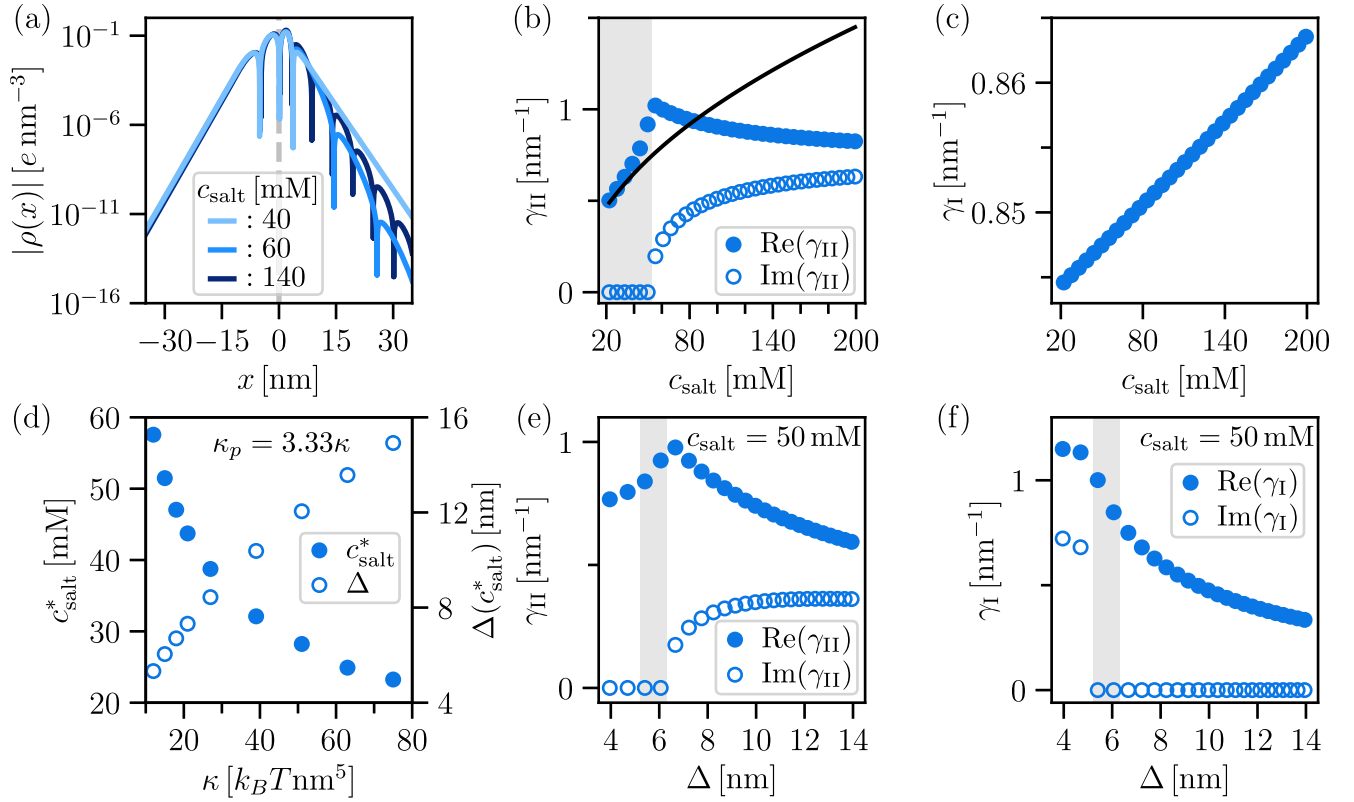 (a)
10⁻¹
10⁻⁶
10⁻¹¹
10⁻¹⁶
|ρ(x)| [e nm⁻³]
c_salt [mM]
: 40
: 60
: 140
−30 −15 0 15 30
x [nm]
(b)
1
0
γ_II [nm⁻¹]
Re(γ_II)
Im(γ_II)
20 80 140 200
c_salt [mM]
(c)
0.86
0.85
γ_I [nm⁻¹]
20 80 140 200
c_salt [mM]
(d)
60
50
40
30
20
c*_salt [mM]
κ_p = 3.33κ
c*_salt
Δ
16
12
8
4
Δ(c*_salt) [nm]
20 40 60 80
κ [k_BT nm⁵]
(e)
c_salt = 50 mM
1
0
γ_II [nm⁻¹]
Re(γ_II)
Im(γ_II)
4 6 8 10 12 14
Δ [nm]
(f)
c_salt = 50 mM
Re(γ_I)
Im(γ_I)
1
0
γ_I [nm⁻¹]
4 6 8 10 12 14
Δ [nm]